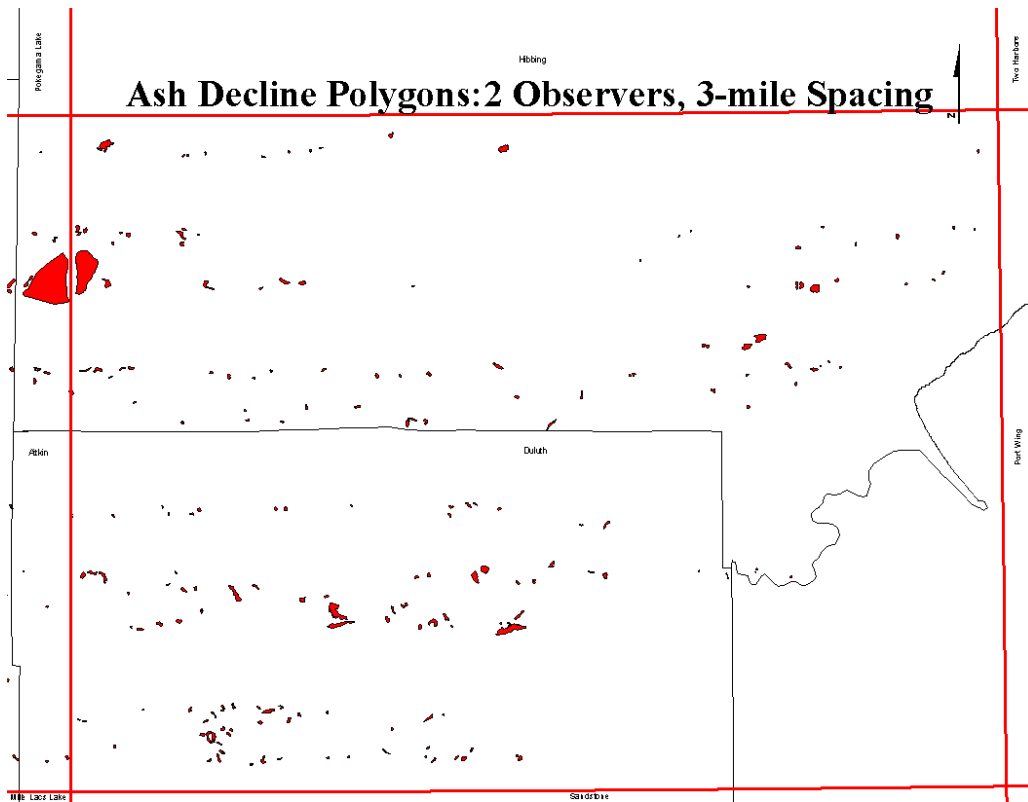 Hibbing
Pokegama Lake
Two Harbors
Ash Decline Polygons:2 Observers, 3-mile Spacing
N
Aitkin
Duluth
Port Wing
Mille Lacs Lake
Sandstone